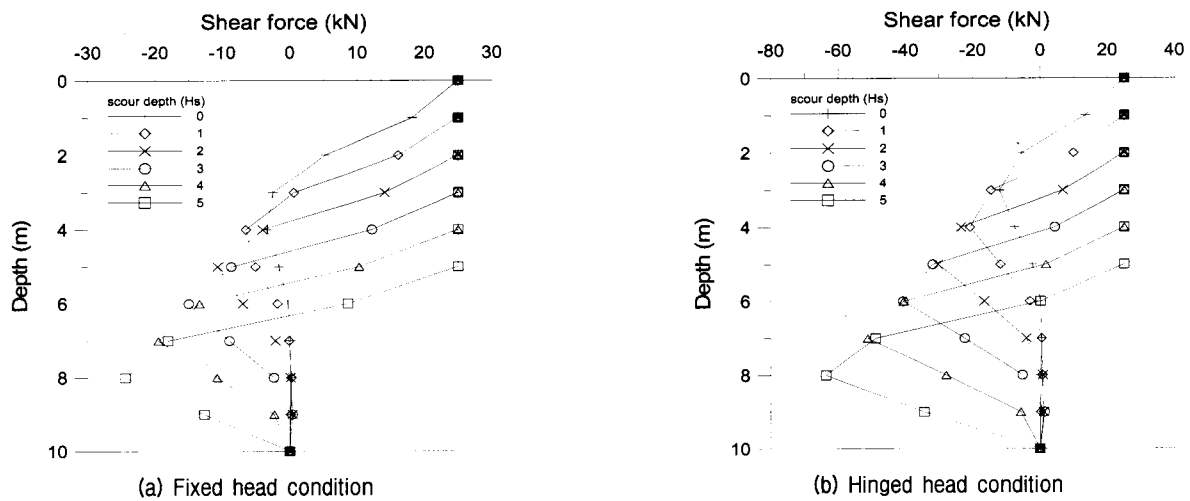 Shear force (kN)
-30 -20 -10 0 10 20 30
0
2
4
6
8
10
Depth (m)
scour depth (Hs)
0
1
2
3
4
5
(a) Fixed head condition
Shear force (kN)
-80 -60 -40 -20 0 20 40
0
2
4
6
8
10
Depth (m)
scour depth (Hs)
0
1
2
3
4
5
(b) Hinged head condition